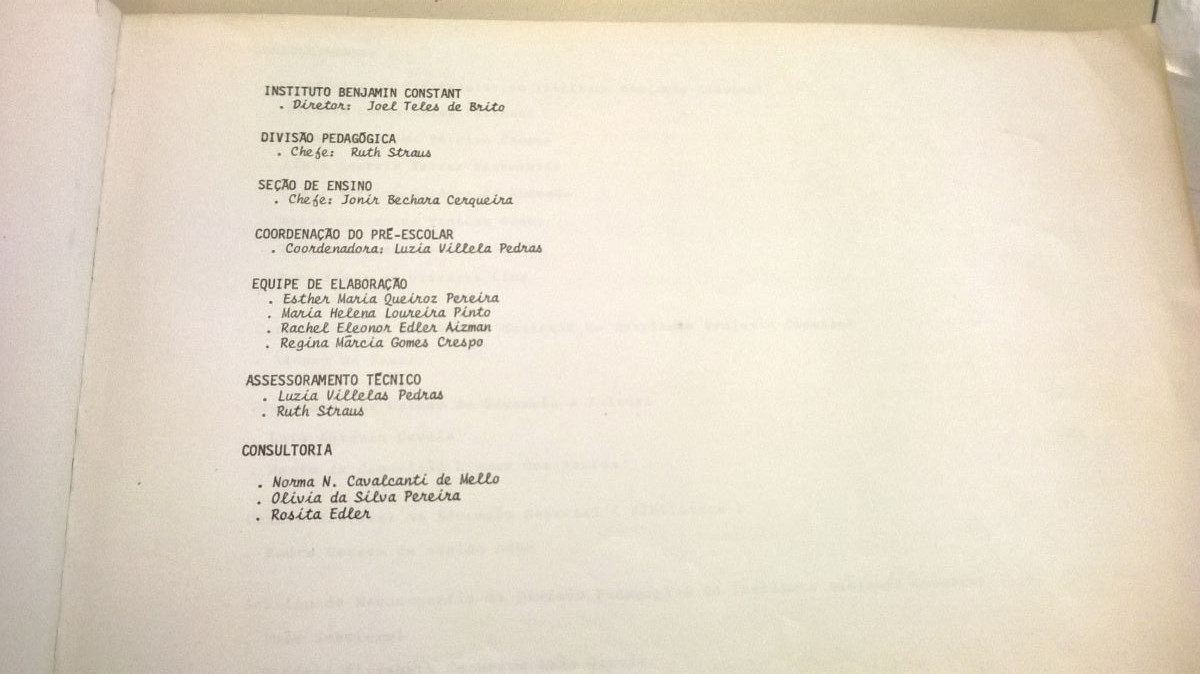 INSTITUTO BENJAMIN CONSTANT
. Diretor: Joel Teles de Brito
DIVISÃO PEDAGÓGICA
. Chefe: Ruth Straus
SEÇÃO DE ENSINO
. Chefe: Jonir Bechara Cerqueira
COORDENAÇÃO DO PRÉ-ESCOLAR
. Coordenadora: Luzia Villela Pedras
EQUIPE DE ELABORAÇÃO
. Esther Maria Queiroz Pereira
. Maria Helena Loureira Pinto
. Rachel Eleonor Edler Aizman
. Regina Márcia Gomes Crespo
ASSESSORAMENTO TÉCNICO
. Luzia Villelas Pedras
. Ruth Straus
CONSULTORIA
. Norma N. Cavalcanti de Mello
. Olivia da Silva Pereira
. Rosita Edler